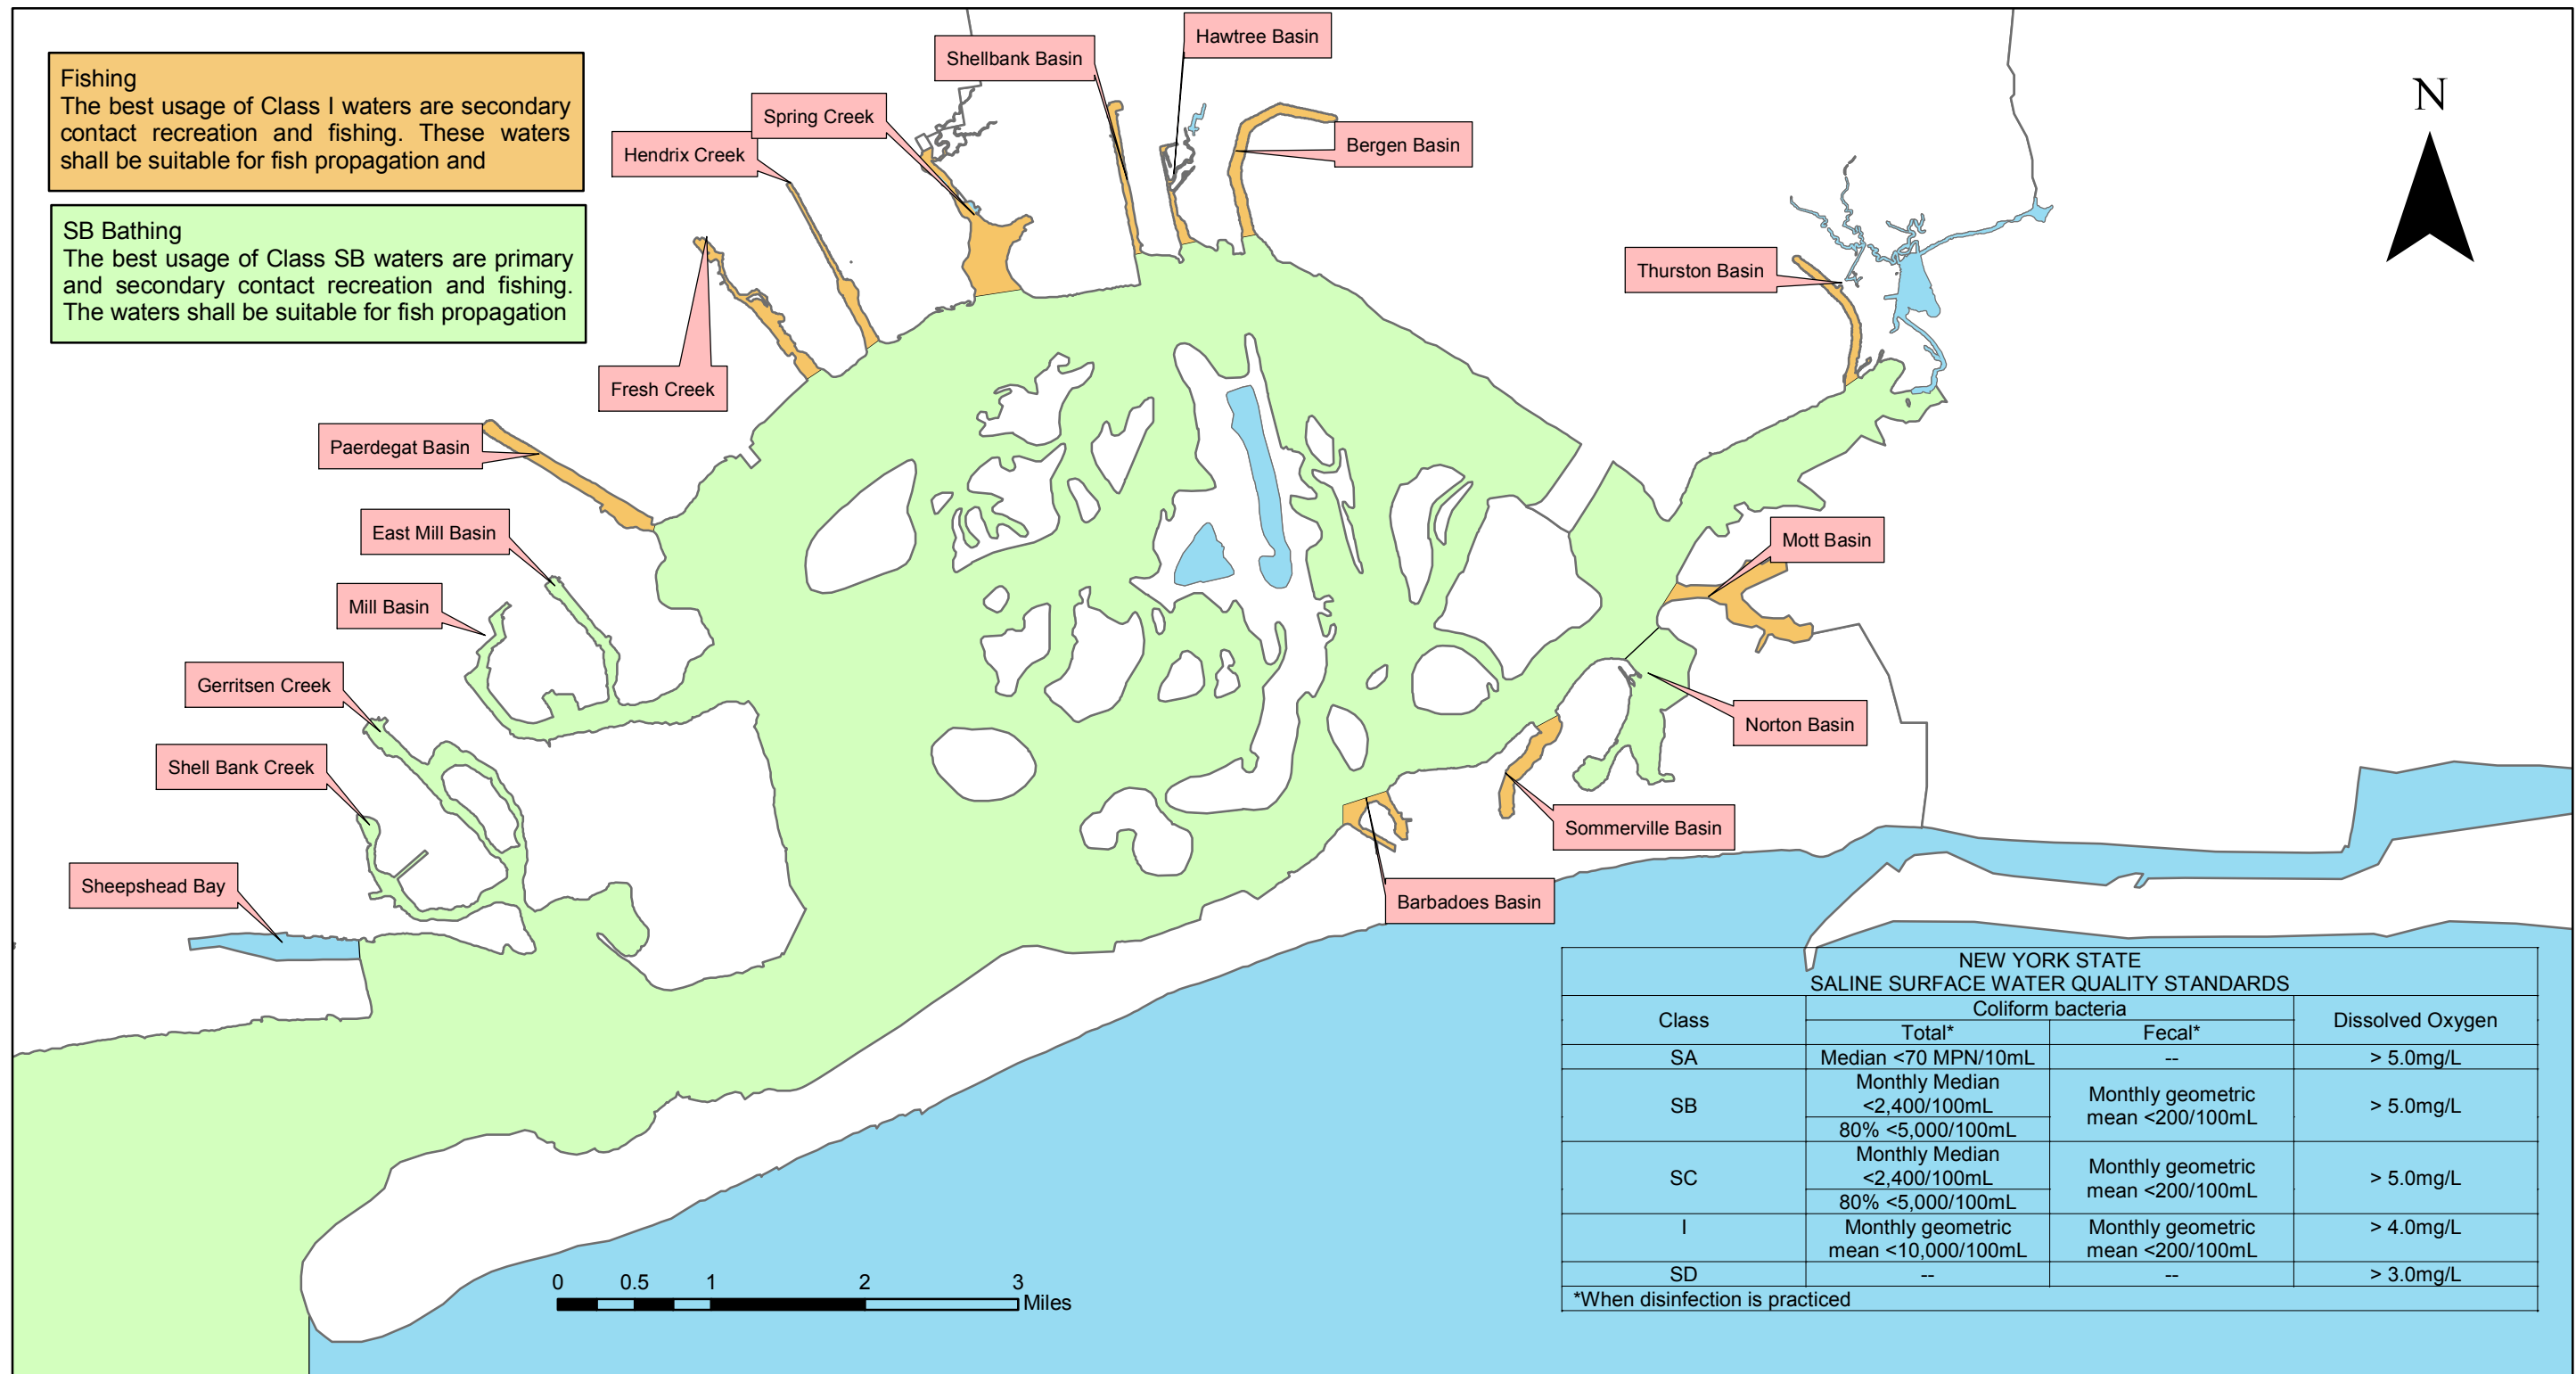 Fishing
The best usage of Class I waters are secondary
contact recreation and fishing. These waters
shall be suitable for fish propagation and
SB Bathing
The best usage of Class SB waters are primary
and secondary contact recreation and fishing.
The waters shall be suitable for fish propagation
Hawtree Basin
Shellbank Basin
Spring Creek
Hendrix Creek
Bergen Basin
N
Thurston Basin
Fresh Creek
Paerdegat Basin
East Mill Basin
Mott Basin
Mill Basin
Gerritsen Creek
Norton Basin
Shell Bank Creek
Sommerville Basin
Sheepshead Bay
Barbadoes Basin
NEW YORK STATE
SALINE SURFACE WATER QUALITY STANDARDS
Class
Coliform bacteria
Dissolved Oxygen
Total*
Fecal*
SA
Median <70 MPN/10mL
--
> 5.0mg/L
SB
Monthly Median
<2,400/100mL
80% <5,000/100mL
Monthly geometric
mean <200/100mL
> 5.0mg/L
SC
Monthly Median
<2,400/100mL
80% <5,000/100mL
Monthly geometric
mean <200/100mL
> 5.0mg/L
I
Monthly geometric
mean <10,000/100mL
Monthly geometric
mean <200/100mL
> 4.0mg/L
SD
--
--
> 3.0mg/L
*When disinfection is practiced
0 0.5 1 2 3
Miles